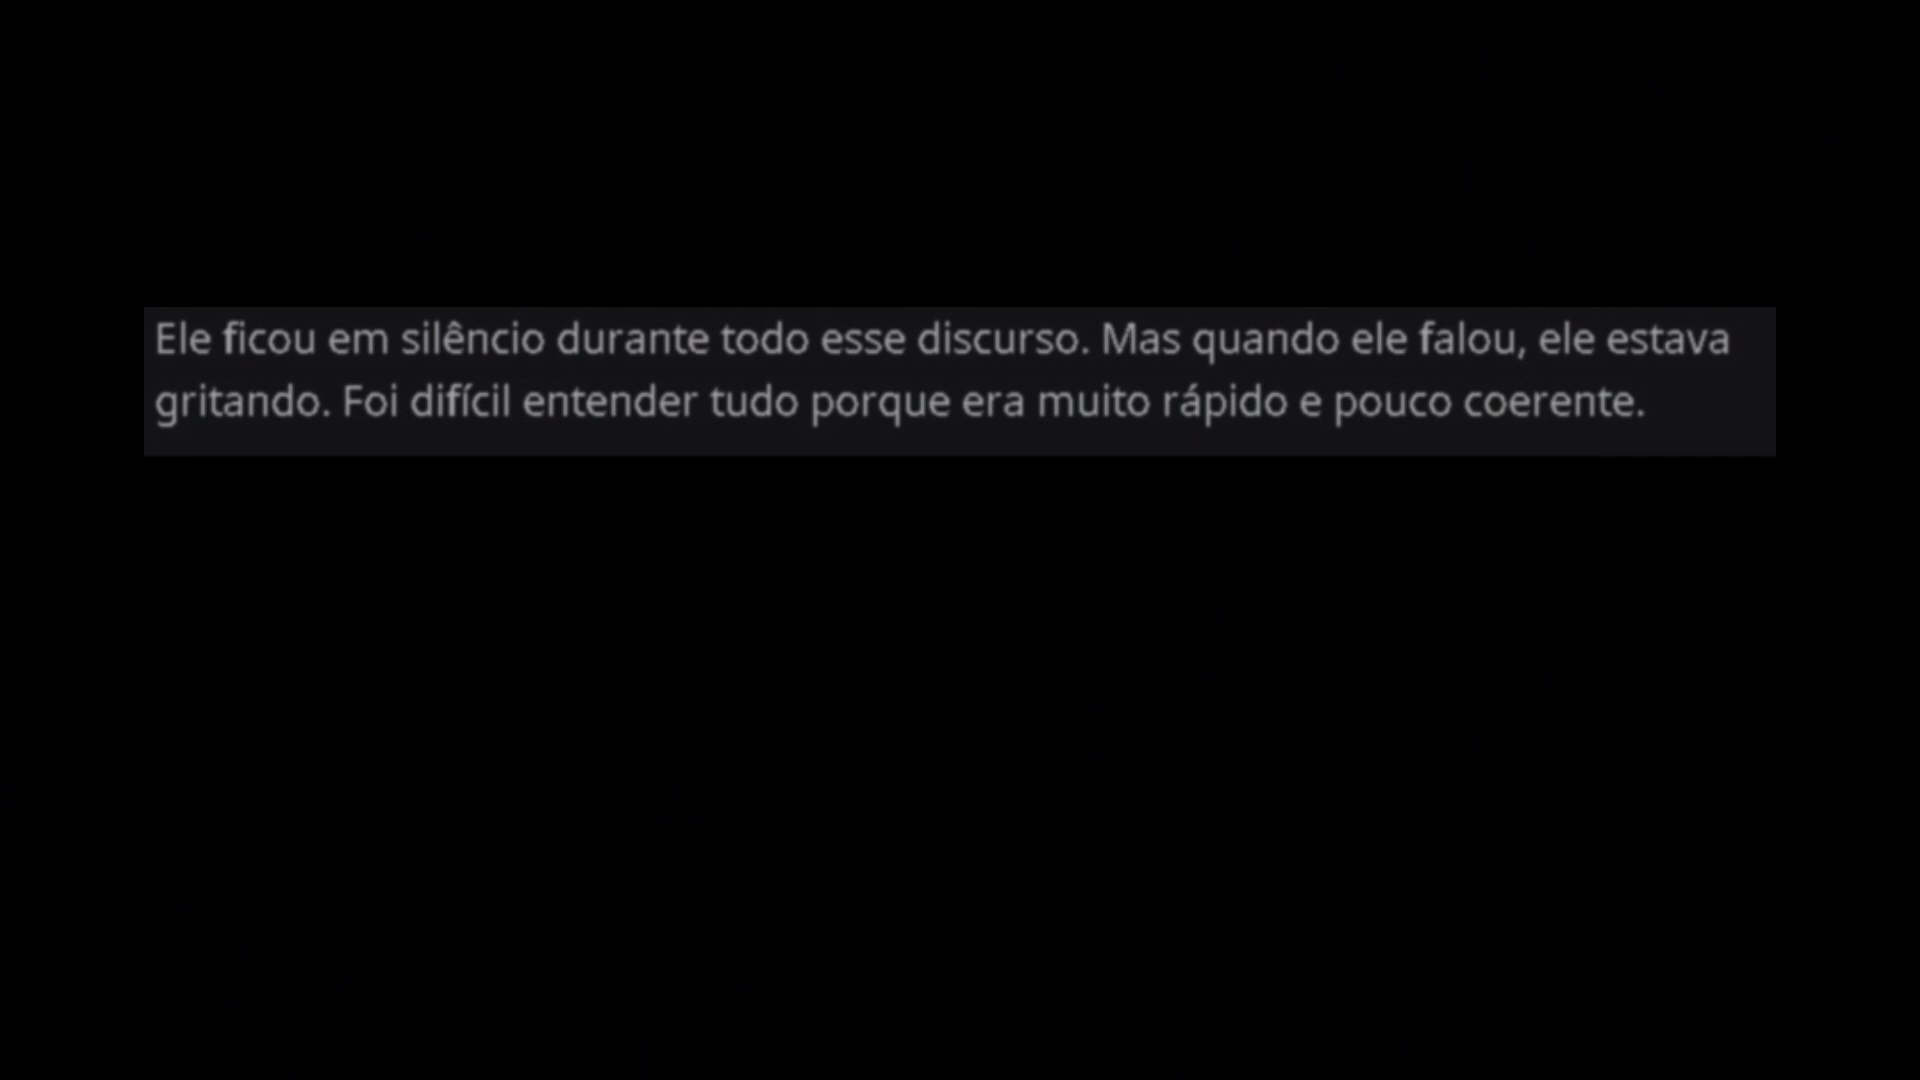 Ele ficou em silêncio durante todo esse discurso. Mas quando ele falou, ele estava
gritando. Foi difícil entender tudo porque era muito rápido e pouco coerente.